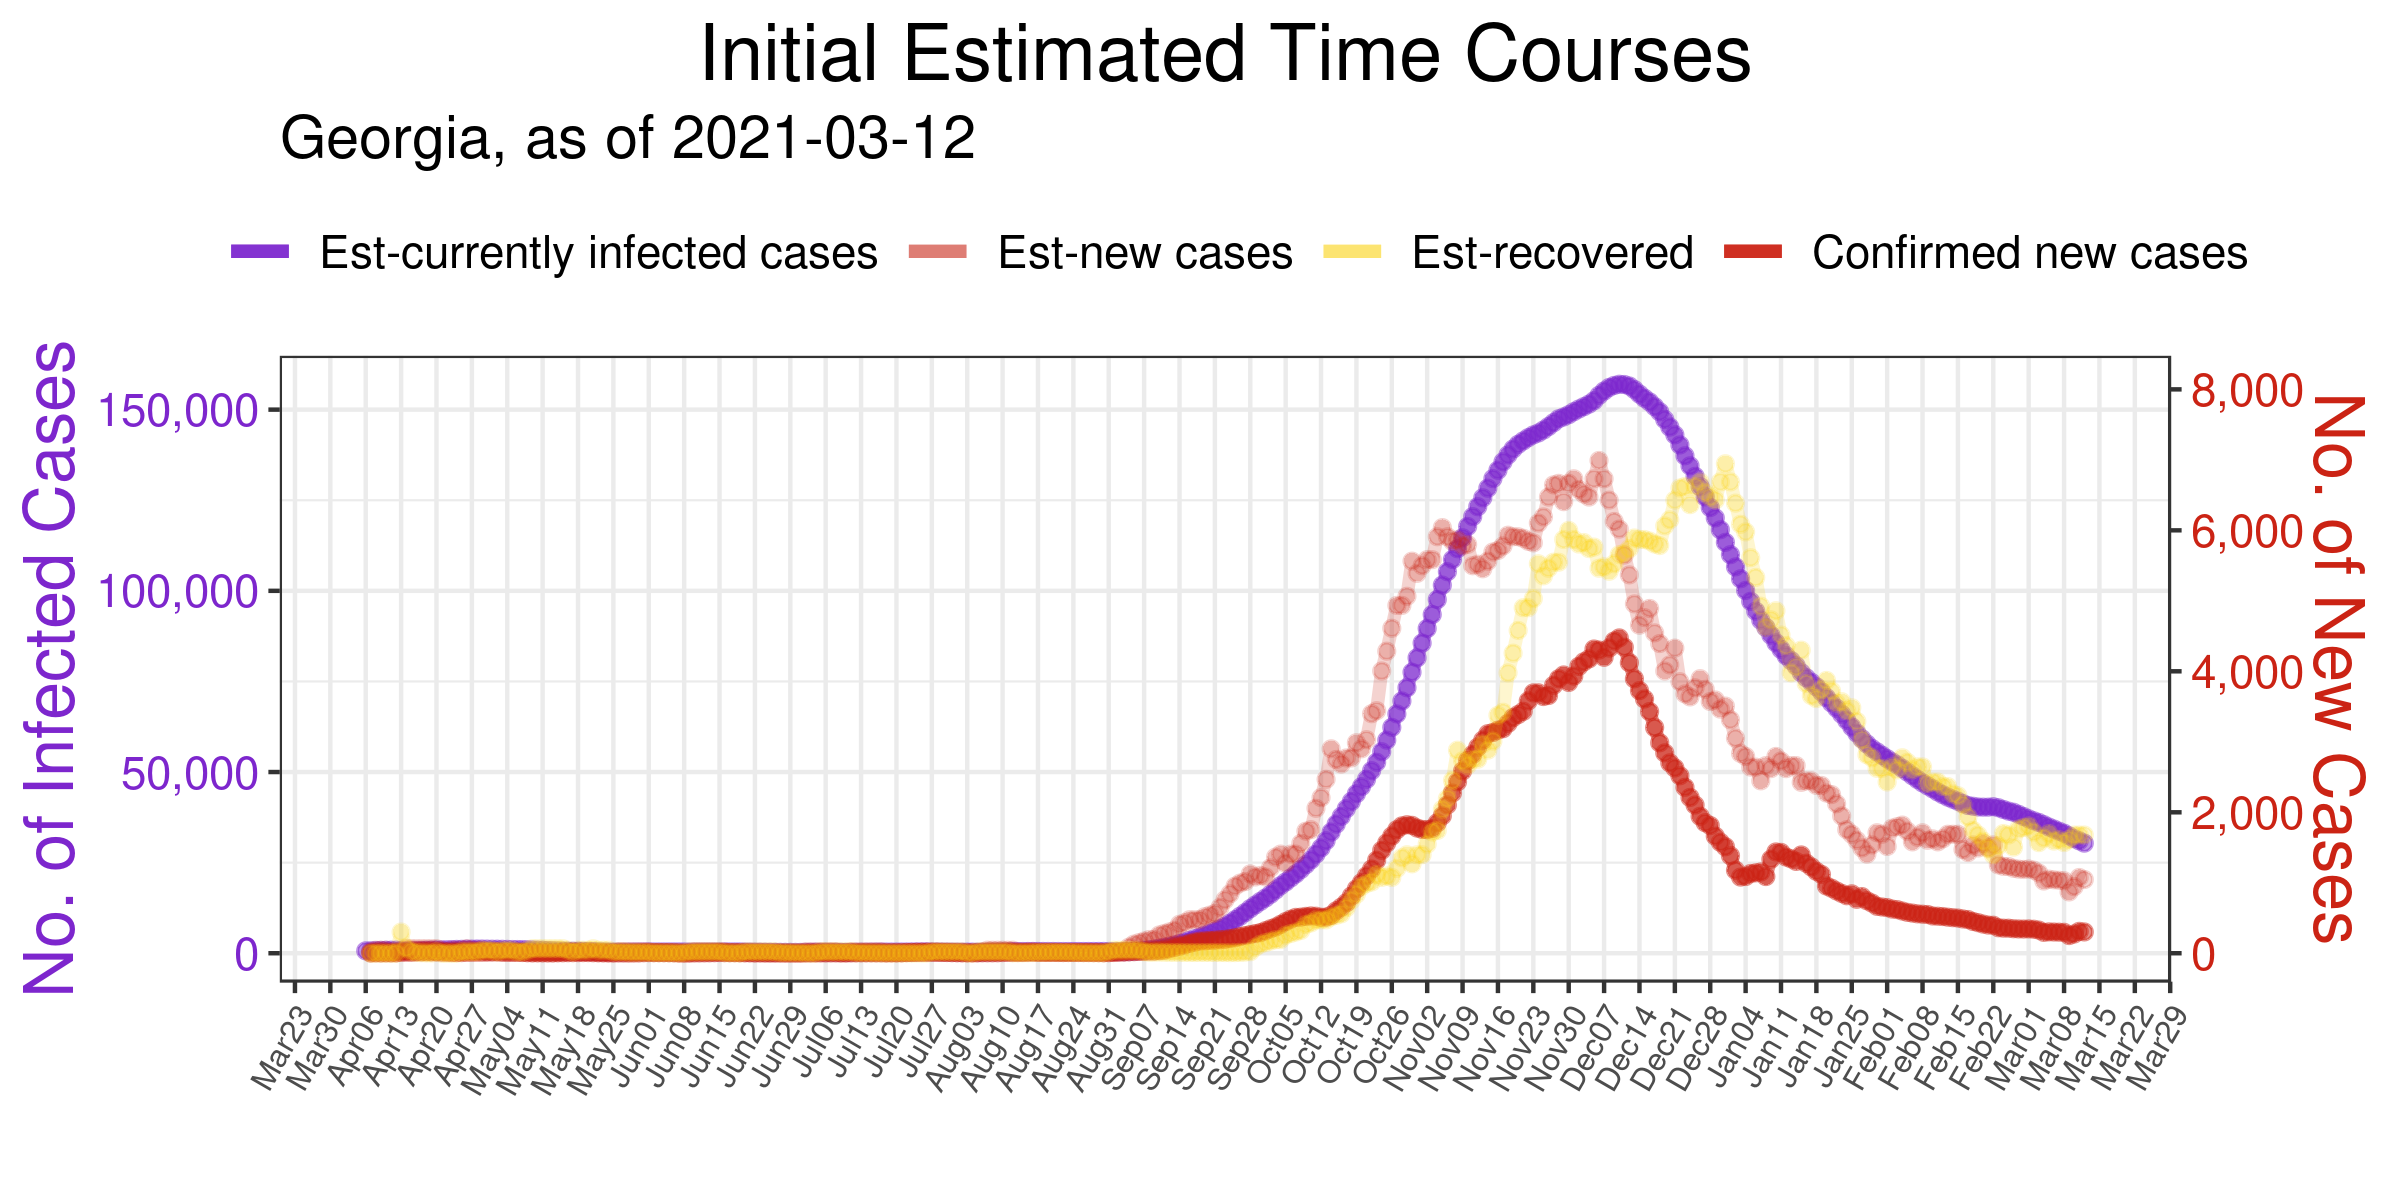 Initial Estimated Time Courses
Georgia, as of 2021-03-12
Est-currently infected cases Est-new cases Est-recovered Confirmed new cases
No. of Infected Cases
150,000
100,000
50,000
0
8,000
6,000
4,000
2,000
0
No. of New Cases
Mar23 Mar30 Apr06 Apr13 Apr20 Apr27 May04 May11 May18 May25 Jun01 Jun08 Jun15 Jun22 Jun29 Jul06 Jul13 Jul20 Jul27 Aug03 Aug10 Aug17 Aug24 Aug31 Sep07 Sep14 Sep21 Sep28 Oct05 Oct12 Oct19 Oct26 Nov02 Nov09 Nov16 Nov23 Nov30 Dec07 Dec14 Dec21 Dec28 Jan04 Jan11 Jan18 Jan25 Feb01 Feb08 Feb15 Feb22 Mar01 Mar08 Mar15 Mar22 Mar29